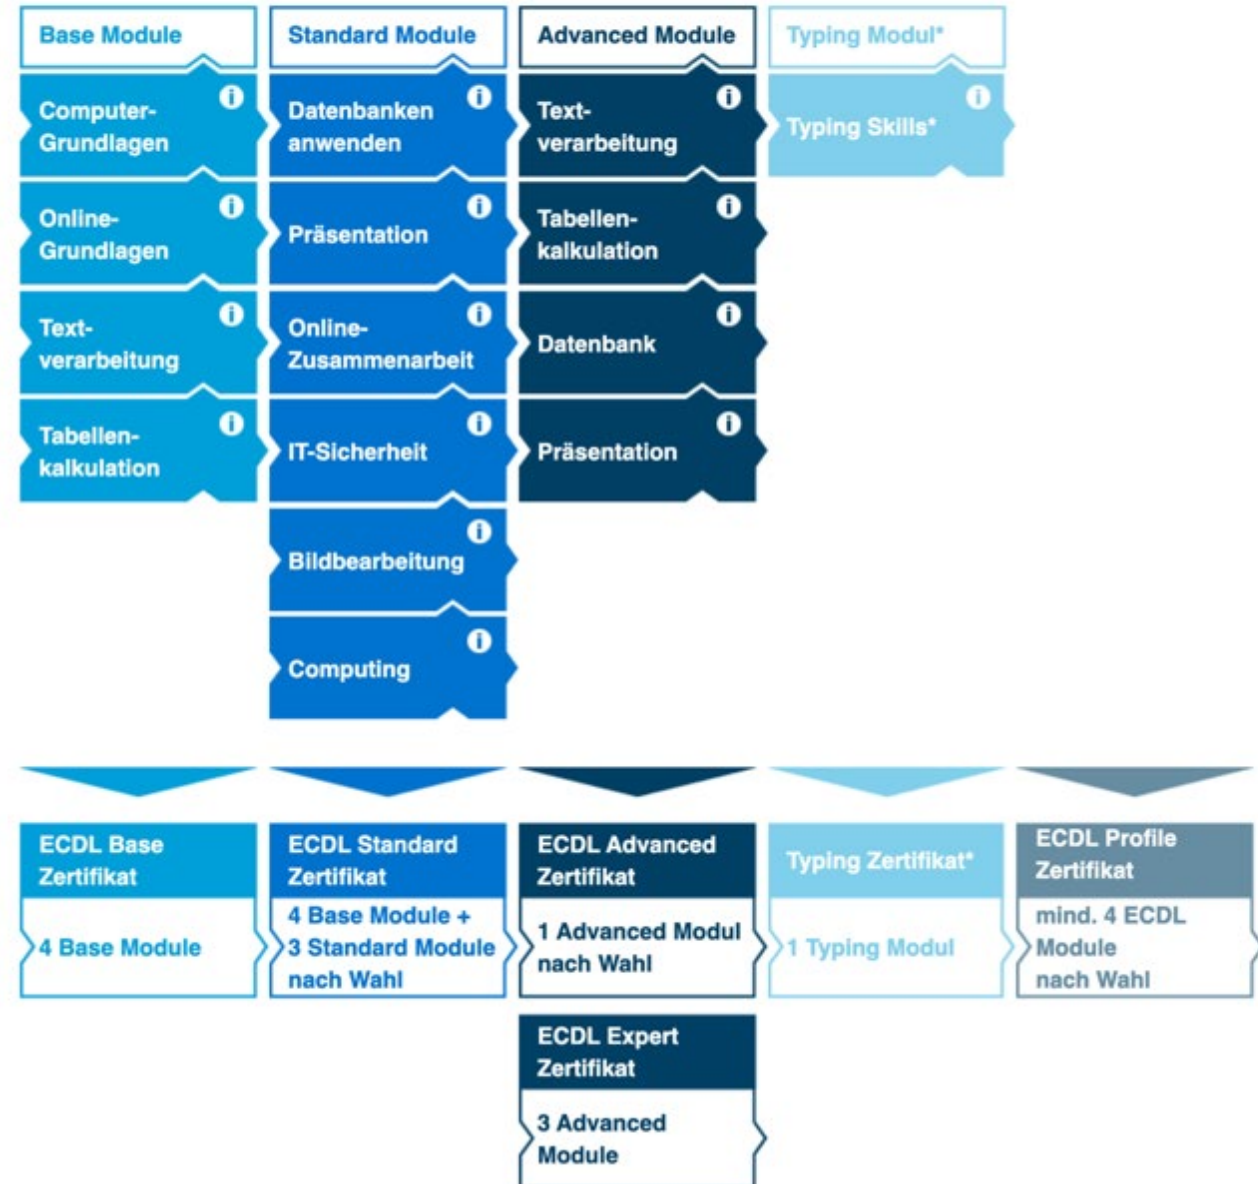 Base Module
Standard Module
Advanced Module
Typing Modul*
Computer-
Grundlagen
Datenbanken
anwenden
Text-
verarbeitung
Typing Skills*
Online-
Grundlagen
Präsentation
Tabellen-
kalkulation
Text-
verarbeitung
Online-
Zusammenarbeit
Datenbank
Tabellen-
kalkulation
IT-Sicherheit
Präsentation
Bildbearbeitung
Computing
ECDL Base
Zertifikat
4 Base Module
ECDL Standard
Zertifikat
4 Base Module +
3 Standard Module
nach Wahl
ECDL Advanced
Zertifikat
1 Advanced Modul
nach Wahl
Typing Zertifikat*
1 Typing Modul
ECDL Profile
Zertifikat
mind. 4 ECDL
Module
nach Wahl
ECDL Expert
Zertifikat
3 Advanced
Module